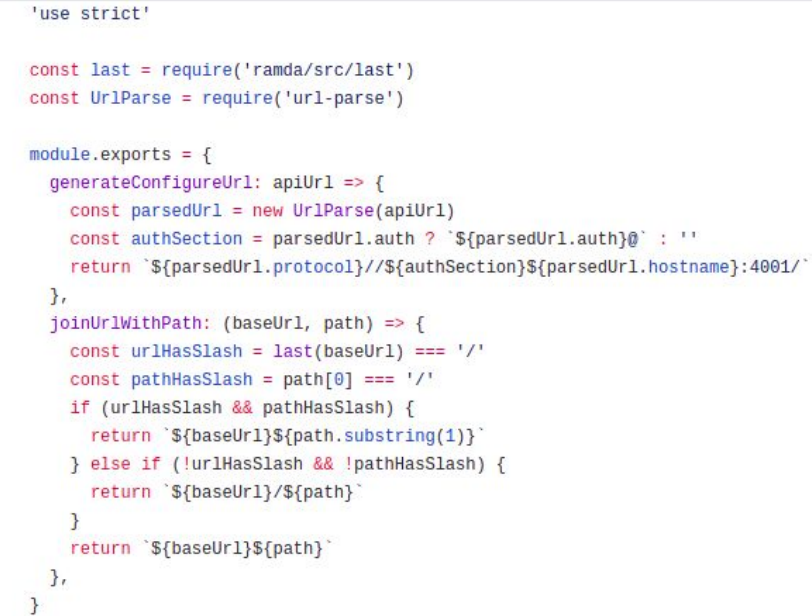 'use strict'
const last = require('ramda/src/last')
const UrlParse = require('url-parse')
module.exports = {
  generateConfigureUrl: apiUrl => {
    const parsedUrl = new UrlParse(apiUrl)
    const authSection = parsedUrl.auth ? `${parsedUrl.auth}@` : ''
    return `${parsedUrl.protocol}//${authSection}${parsedUrl.hostname}:4001/`
  },
  joinUrlWithPath: (baseUrl, path) => {
    const urlHasSlash = last(baseUrl) === '/'
    const pathHasSlash = path[0] === '/'
    if (urlHasSlash && pathHasSlash) {
      return `${baseUrl}${path.substring(1)}`
    } else if (!urlHasSlash && !pathHasSlash) {
      return `${baseUrl}/${path}`
    }
    return `${baseUrl}${path}`
  },
}